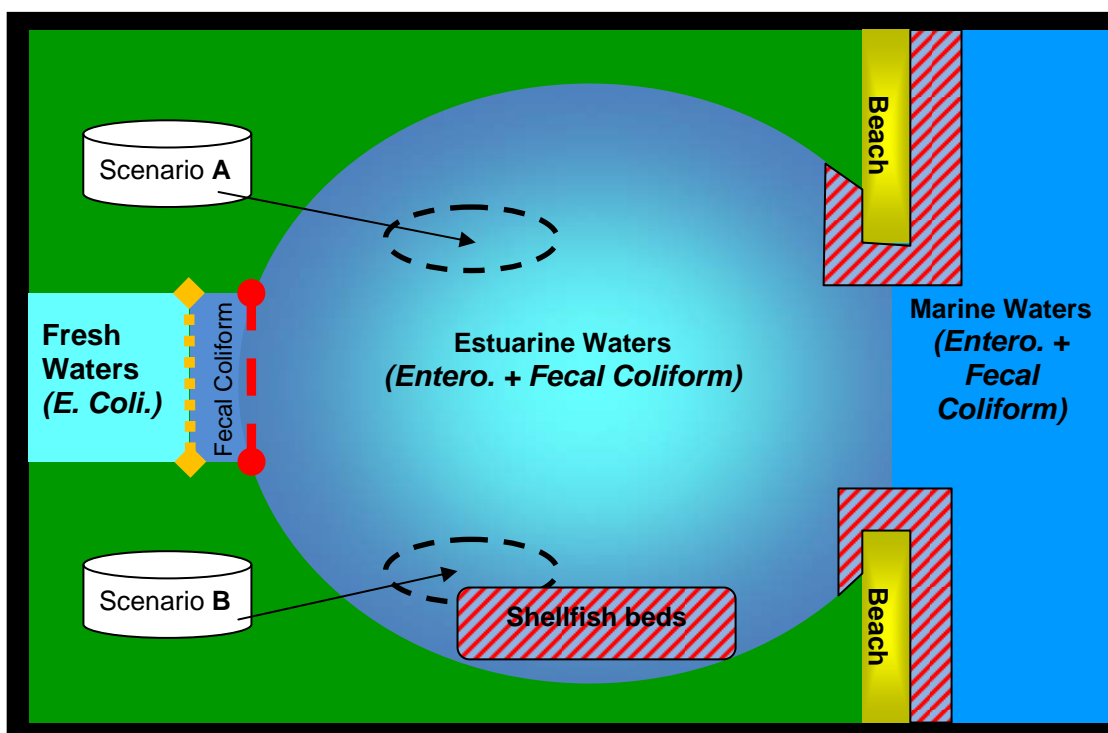 Scenario A
Beach
Fresh
Waters
(E. Coli.)
Fecal Coliform
Estuarine Waters
(Entero. + Fecal Coliform)
Marine Waters
(Entero. +
Fecal
Coliform)
Scenario B
Shellfish beds
Beach